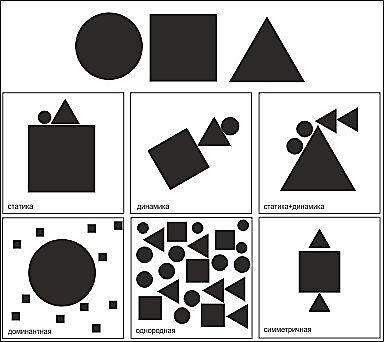 статика
динамика
статика+динамика
доминантная
однородная
симметричная